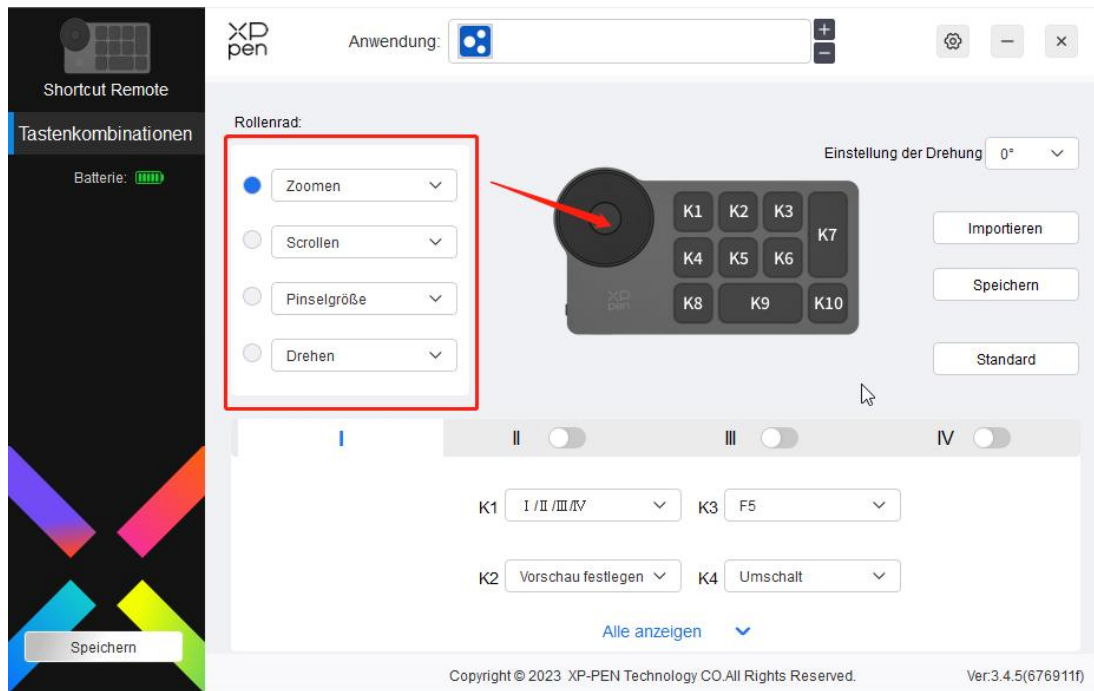 Shortcut Remote
Tastenkombinationen
Batterie:
Speichern
XP
pen
Anwendung:
+
−
Rollenrad:
Zoomen
Scrollen
Pinselgröße
Drehen
Einstellung der Drehung 0°
Importieren
Speichern
Standard
K1 K2 K3
K7
K4 K5 K6
XP
pen
K8 K9 K10
I II III IV
K1 I/II/III/IV K3 F5
K2 Vorschau festlegen K4 Umschalt
Alle anzeigen
Copyright © 2023 XP-PEN Technology CO.All Rights Reserved. Ver:3.4.5(676911f)